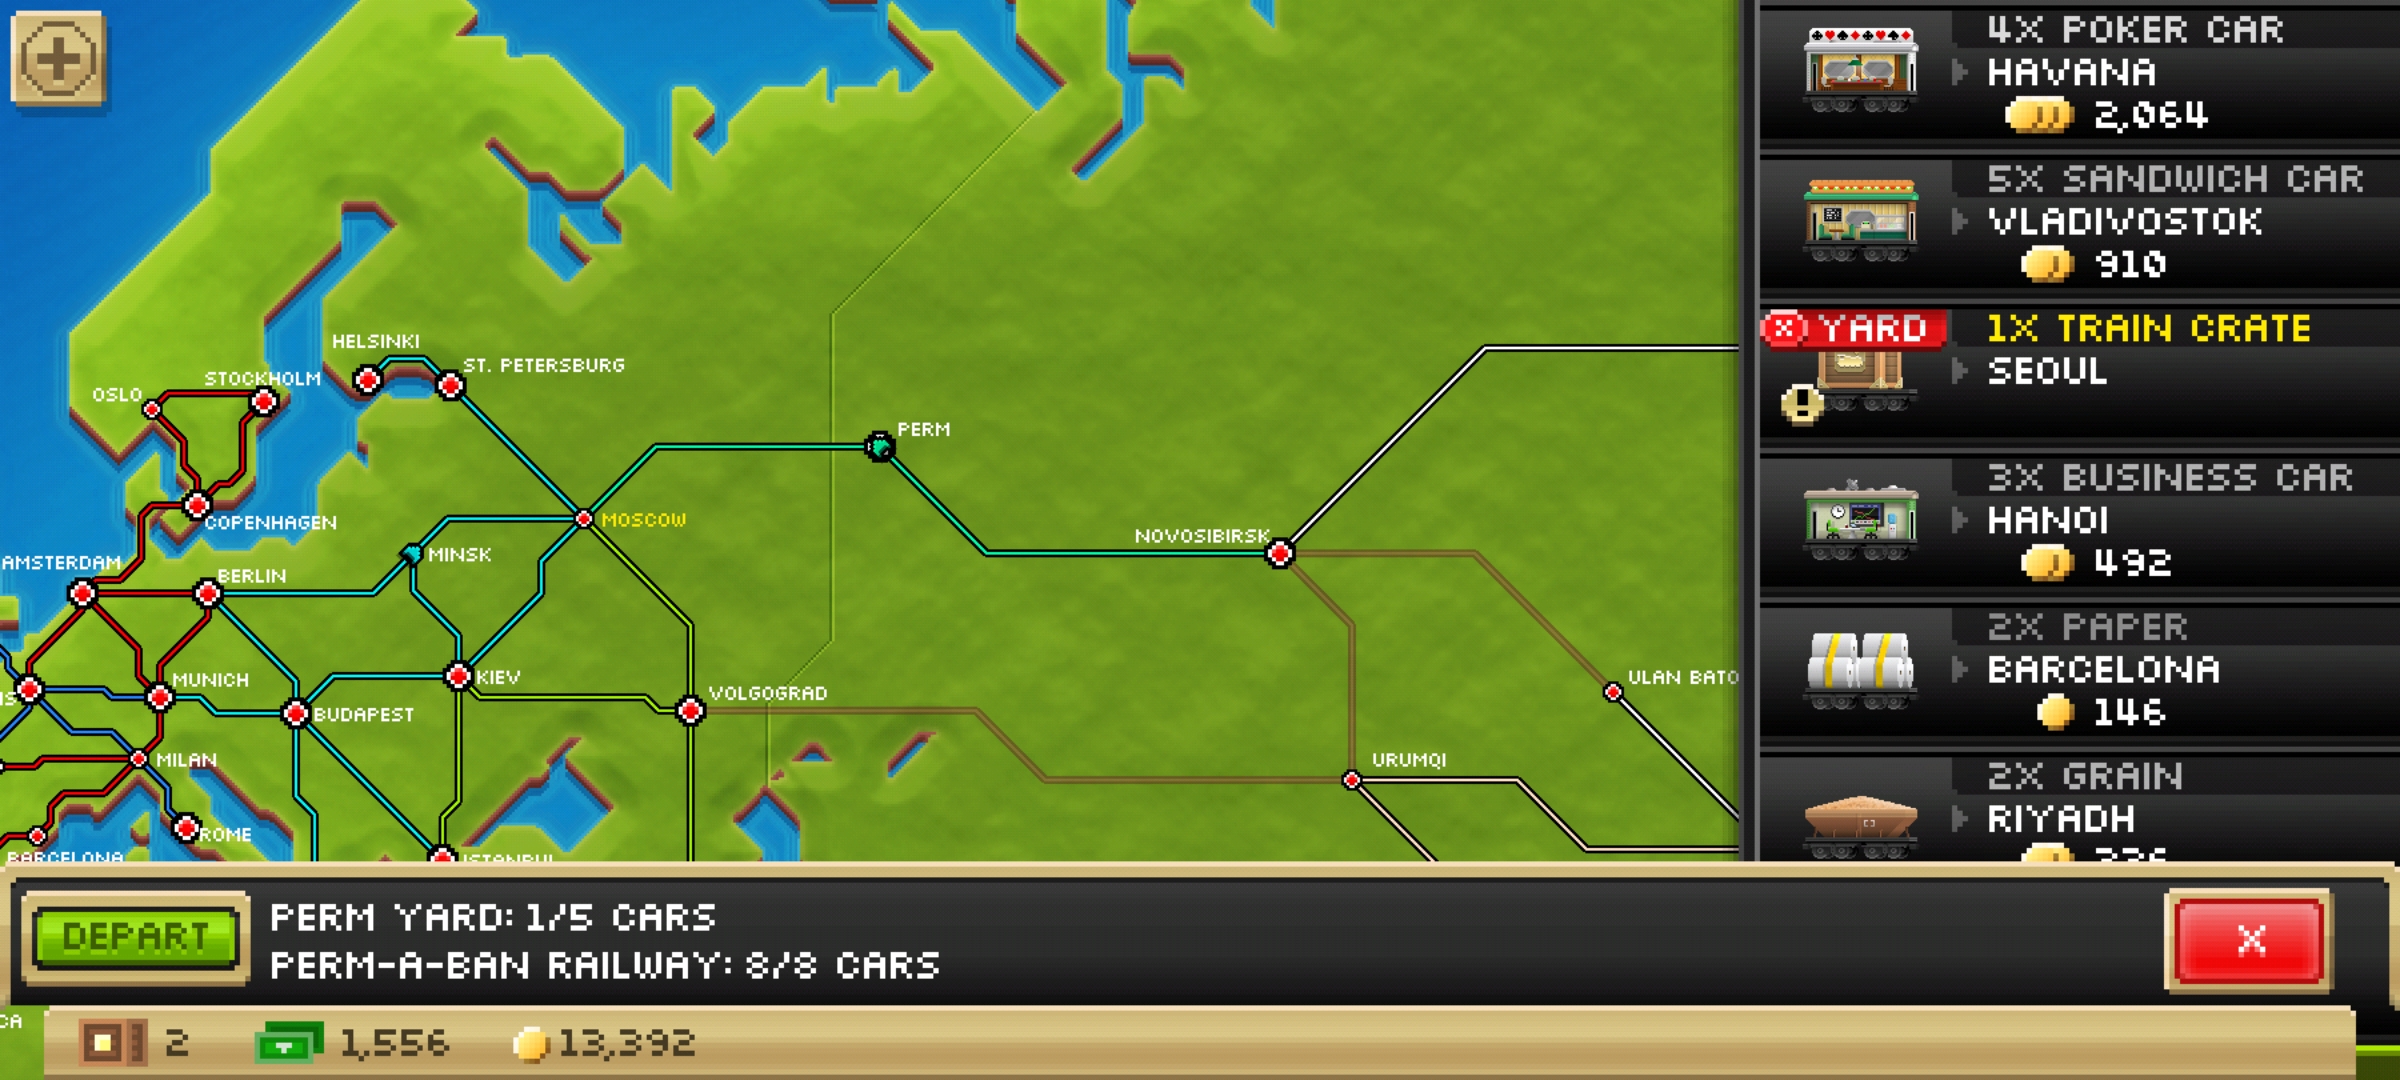 HELSINKI
ST. PETERSBURG
STOCKHOLM
OSLO
PERM
COPENHAGEN
MOSCOW
NOVOSIBIRSK
MINSK
AMSTERDAM
BERLIN
MUNICH
KIEV
ULAN BATO
BUDAPEST
VOLGOGRAD
MILAN
URUMQI
ROME
BARCELONA
ISTANBUL
4X POKER CAR
HAVANA
2,064
5X SANDWICH CAR
VLADIVOSTOK
910
YARD
1X TRAIN CRATE
SEOUL
3X BUSINESS CAR
HANOI
492
2X PAPER
BARCELONA
146
2X GRAIN
RIYADH
DEPART
PERM YARD: 1/5 CARS
PERM-A-BAN RAILWAY: 8/8 CARS
X
CA
2
1,556
13,392